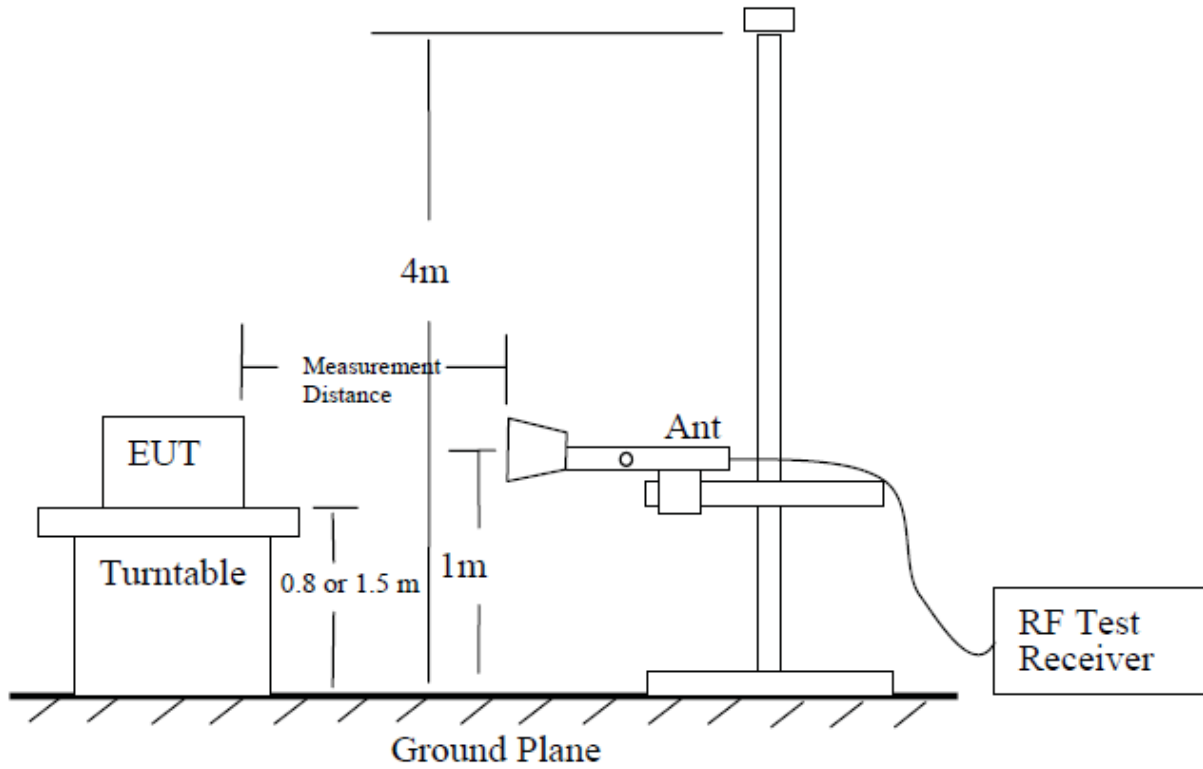 4m
Measurement
Distance
EUT
Ant
Turntable
0.8 or 1.5 m
1m
RF Test
Receiver
Ground Plane